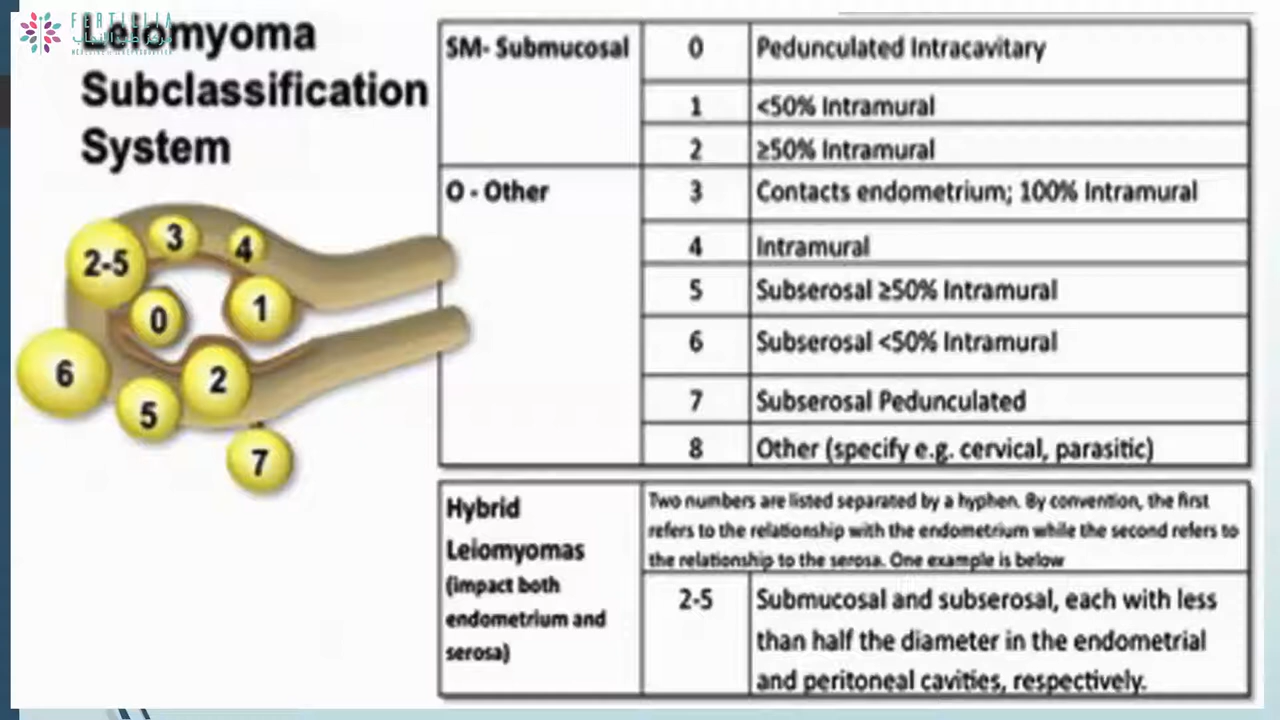 FERTICLIA
Leiomyoma
Subclassification
System
2-5
3
4
0
1
6
5
2
7
SM- Submucosal
0 Pedunculated Intracavitary
1 <50% Intramural
2 ≥50% Intramural
O - Other
3 Contacts endometrium; 100% Intramural
4 Intramural
5 Subserosal ≥50% Intramural
6 Subserosal <50% Intramural
7 Subserosal Pedunculated
8 Other (specify e.g. cervical, parasitic)
Hybrid
Leiomyomas
(impact both
endometrium and
serosa)
Two numbers are listed separated by a hyphen. By convention, the first
refers to the relationship with the endometrium while the second refers to
the relationship to the serosa. One example is below
2-5 Submucosal and subserosal, each with less
than half the diameter in the endometrial
and peritoneal cavities, respectively.